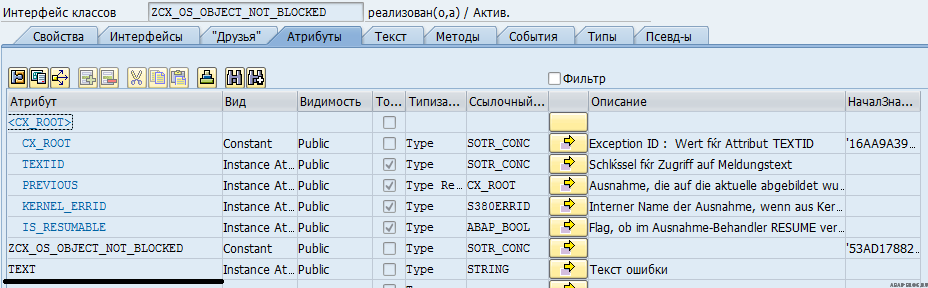 Интерфейс классов ZCX_OS_OBJECT_NOT_BLOCKED реализован(о,а) / Актив.
Свойства Интерфейсы "Друзья" Атрибуты Текст Методы События Типы Псевд-ы
Фильтр
Атрибут Вид Видимость То... Типиза... Ссылочный... Описание НачалЗна...
<CX_ROOT>
CX_ROOT Constant Public Type SOTR_CONC Exception ID : Wert fќr Attribut TEXTID '16AA9A39...
TEXTID Instance At... Public Type SOTR_CONC Schlќssel fќr Zugriff auf Meldungstext
PREVIOUS Instance At... Public Type Re... CX_ROOT Ausnahme, die auf die aktuelle abgebildet wu...
KERNEL_ERRID Instance At... Public Type S380ERRID Interner Name der Ausnahme, wenn aus Ker...
IS_RESUMABLE Instance At... Public Type ABAP_BOOL Flag, ob im Ausnahme-Behandler RESUME ver...
ZCX_OS_OBJECT_NOT_BLOCKED Constant Public Type SOTR_CONC '53AD17882...
TEXT Instance At... Public Type STRING Текст ошибки
ABAP-BLOG.RU